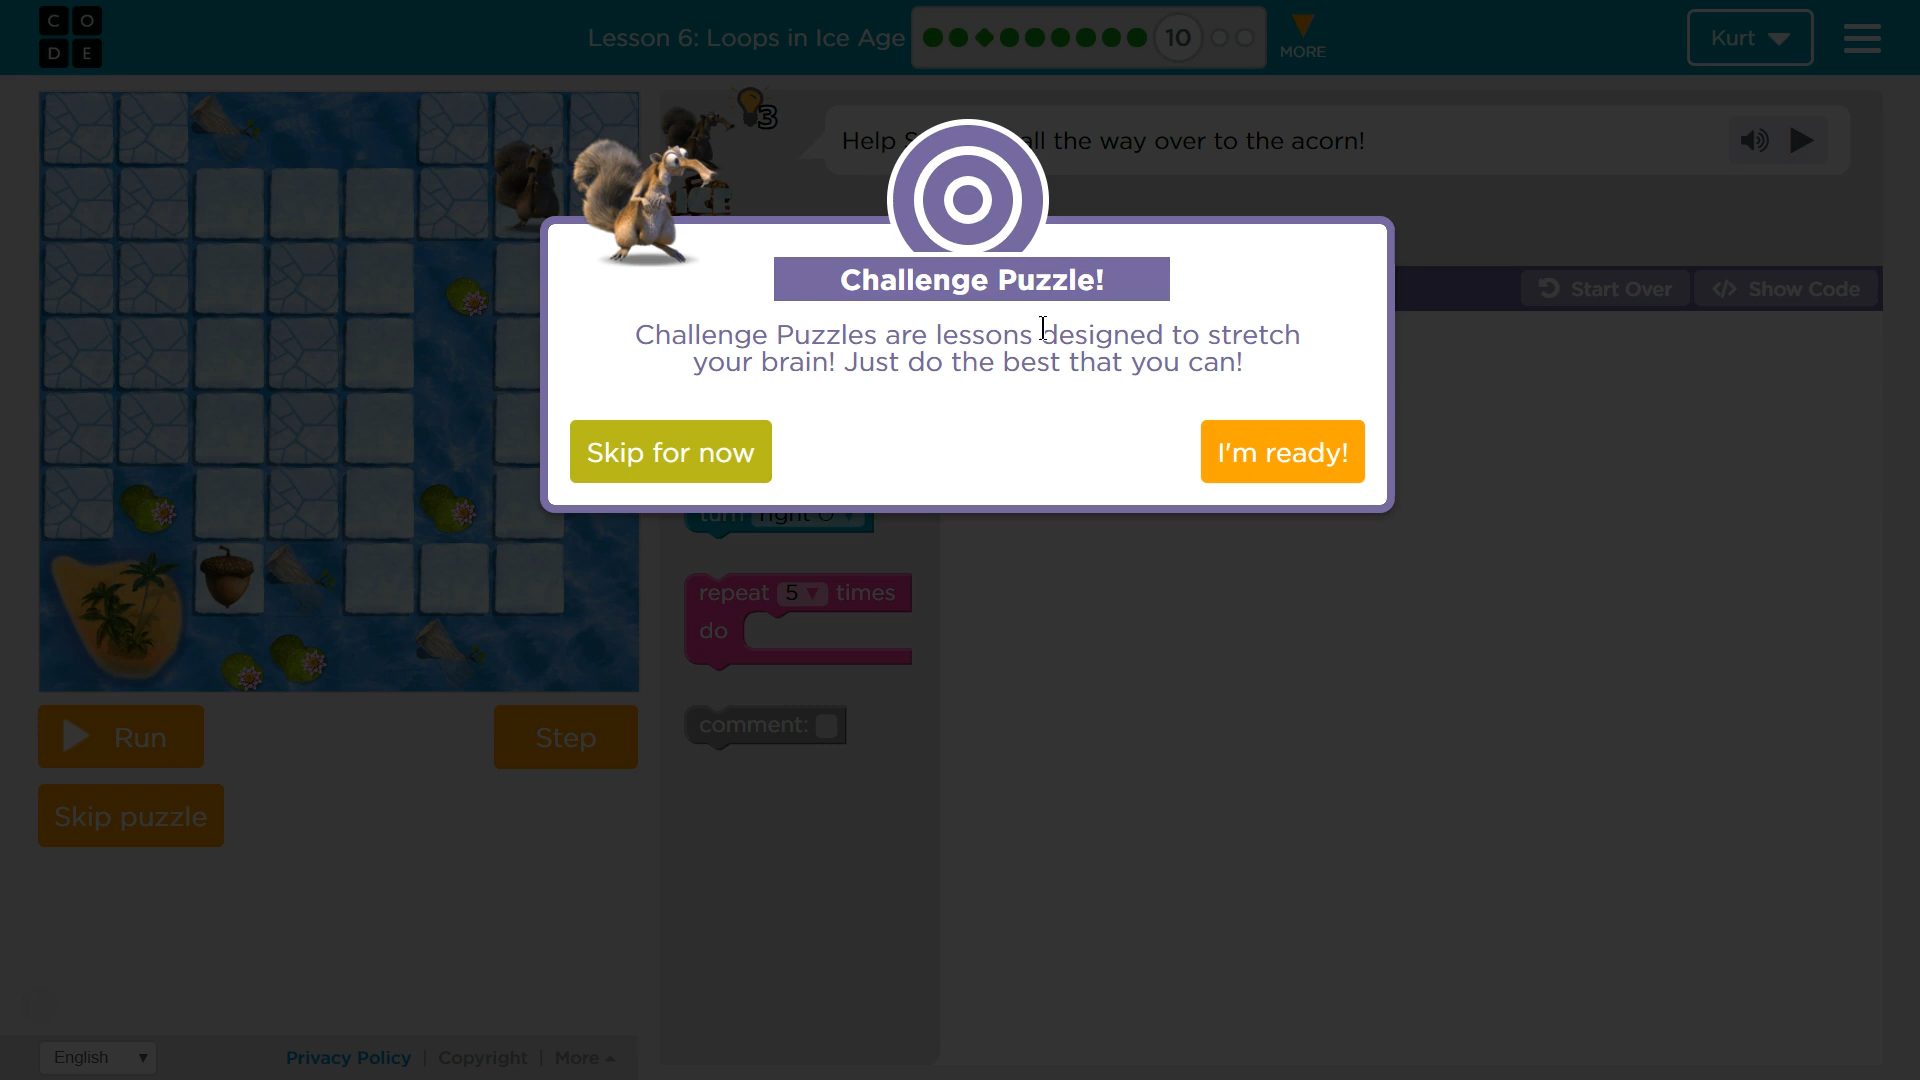 C O
D E
Lesson 6: Loops in Ice Age
10
MORE
Kurt
3
Help S all the way over to the acorn!
Challenge Puzzle!
Start Over
Show Code
Challenge Puzzles are lessons designed to stretch
your brain! Just do the best that you can!
Skip for now
I'm ready!
turn right
repeat 5 times
do
comment:
Run
Step
Skip puzzle
English
Privacy Policy | Copyright | More